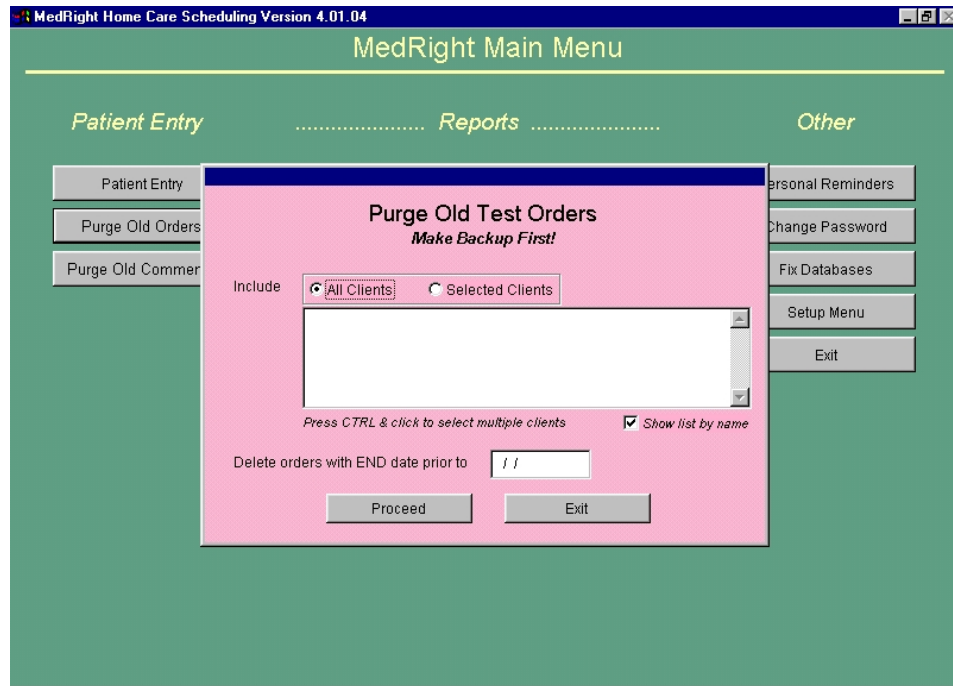 MedRight Home Care Scheduling Version 4.01.04
MedRight Main Menu
Patient Entry ...................... Reports ...................... Other
Patient Entry
Purge Old Orders
Purge Old Commen
ersonal Reminders
Change Password
Fix Databases
Setup Menu
Exit
Purge Old Test Orders
Make Backup First!
Include All Clients Selected Clients
Press CTRL & click to select multiple clients Show list by name
Delete orders with END date prior to / /
Proceed Exit